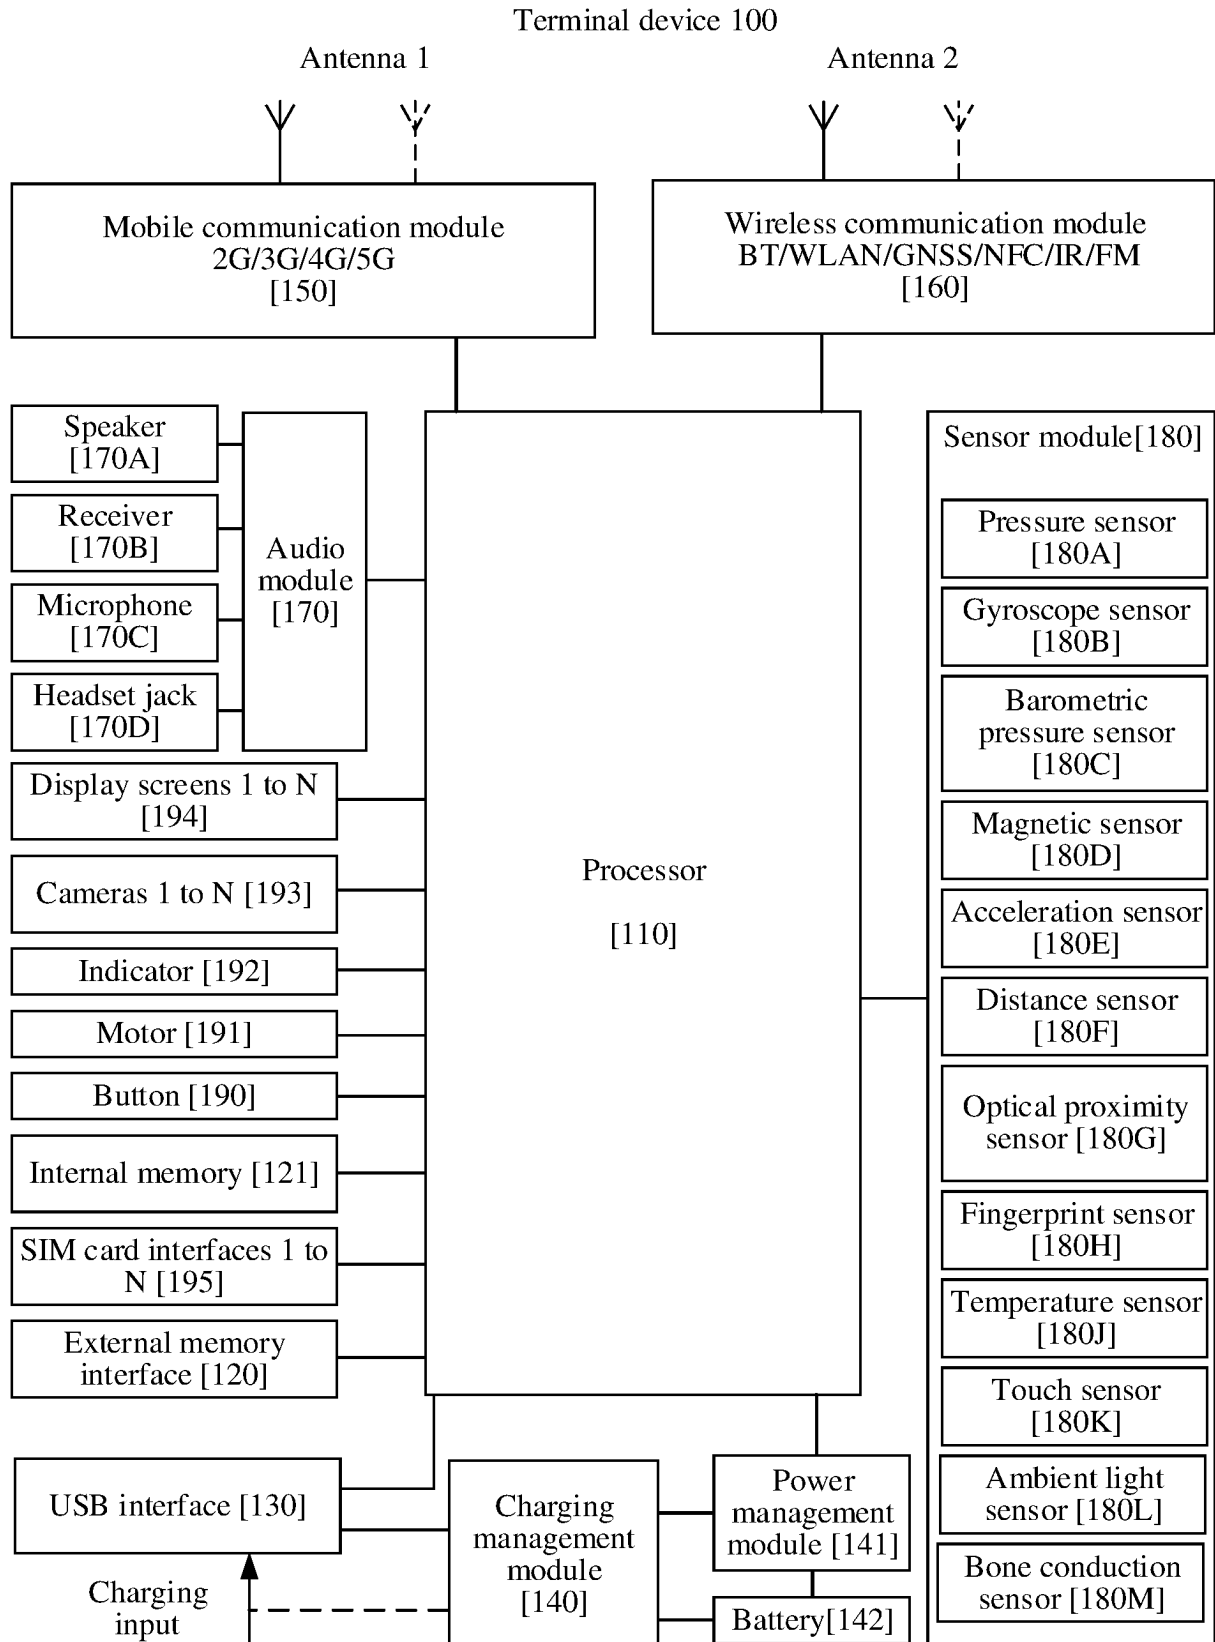 Terminal device 100
Antenna 1
Antenna 2
Mobile communication module
2G/3G/4G/5G
[150]
Wireless communication module
BT/WLAN/GNSS/NFC/IR/FM
[160]
Speaker
[170A]
Receiver
[170B]
Microphone
[170C]
Headset jack
[170D]
Audio
module
[170]
Display screens 1 to N
[194]
Cameras 1 to N [193]
Indicator [192]
Motor [191]
Button [190]
Internal memory [121]
SIM card interfaces 1 to
N [195]
External memory
interface [120]
Processor
[110]
Sensor module[180]
Pressure sensor
[180A]
Gyroscope sensor
[180B]
Barometric
pressure sensor
[180C]
Magnetic sensor
[180D]
Acceleration sensor
[180E]
Distance sensor
[180F]
Optical proximity
sensor [180G]
Fingerprint sensor
[180H]
Temperature sensor
[180J]
Touch sensor
[180K]
Ambient light
sensor [180L]
Bone conduction
sensor [180M]
USB interface [130]
Charging
input
Charging
management
module
[140]
Power
management
module [141]
Battery[142]